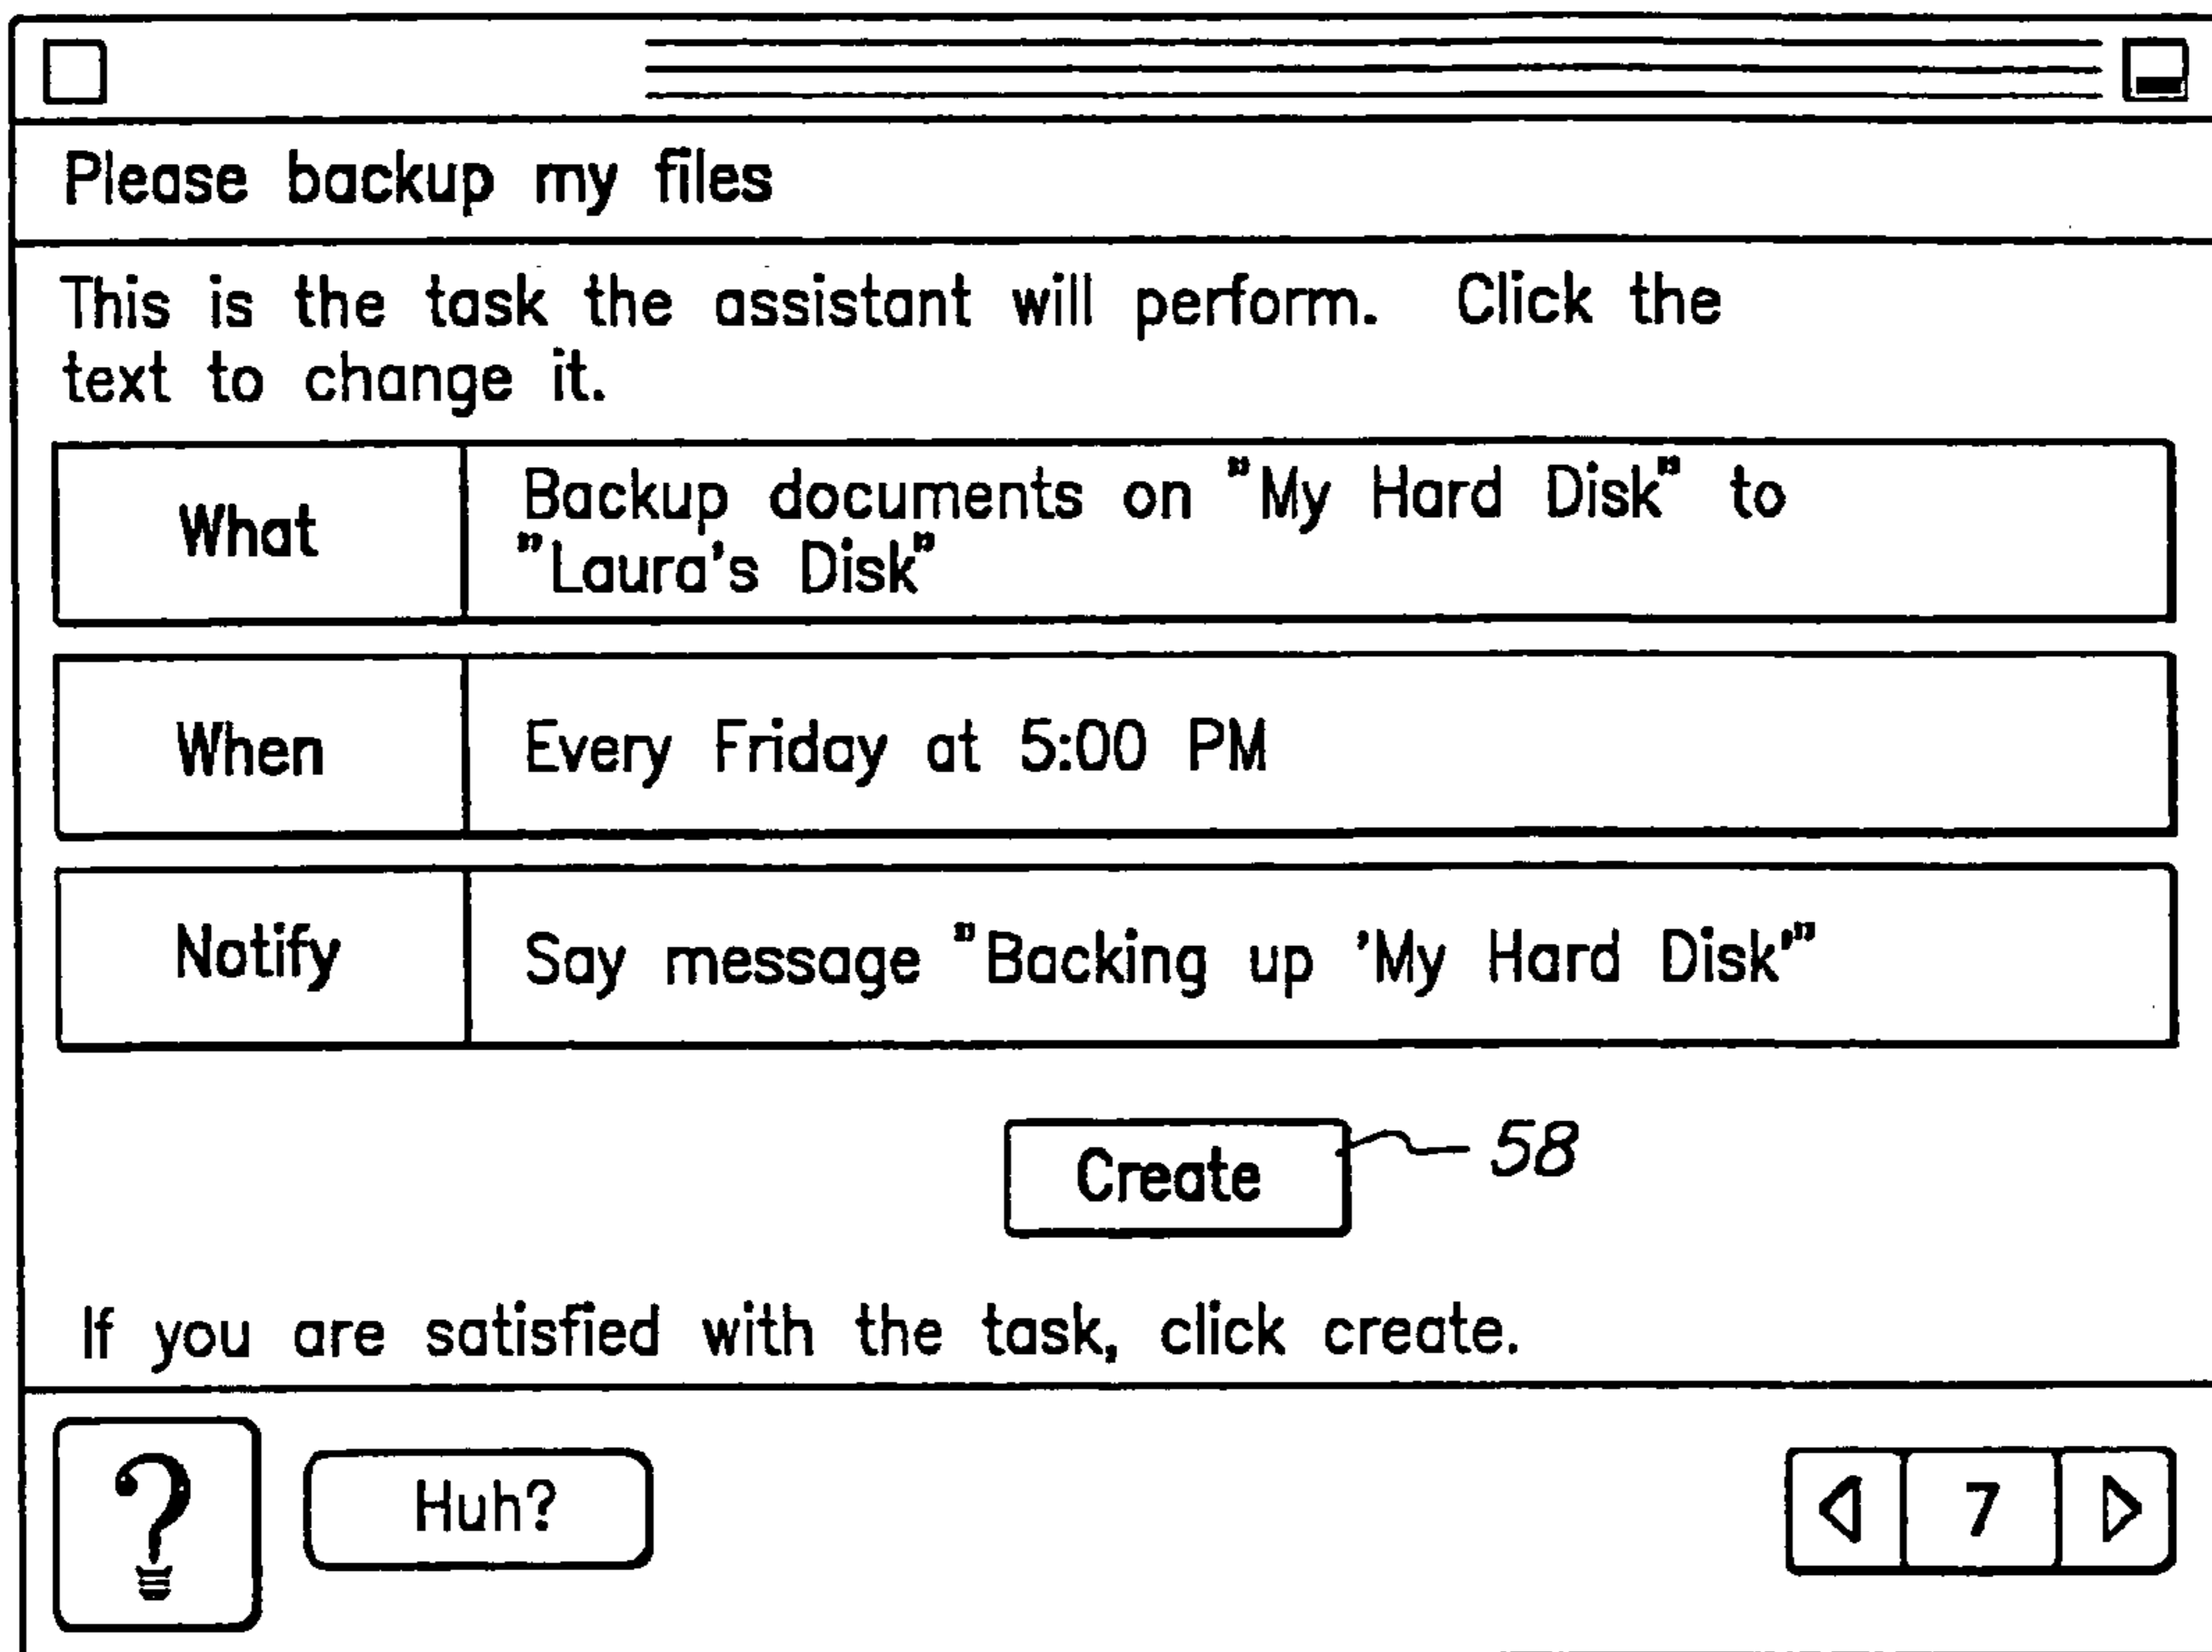 Please backup my files
This is the task the assistant will perform. Click the
text to change it.
What
Backup documents on "My Hard Disk" to
"Laura's Disk"
When
Every Friday at 5:00 PM
Notify
Say message "Backing up 'My Hard Disk'"
Create
58
If you are satisfied with the task, click create.
?
Huh?
7